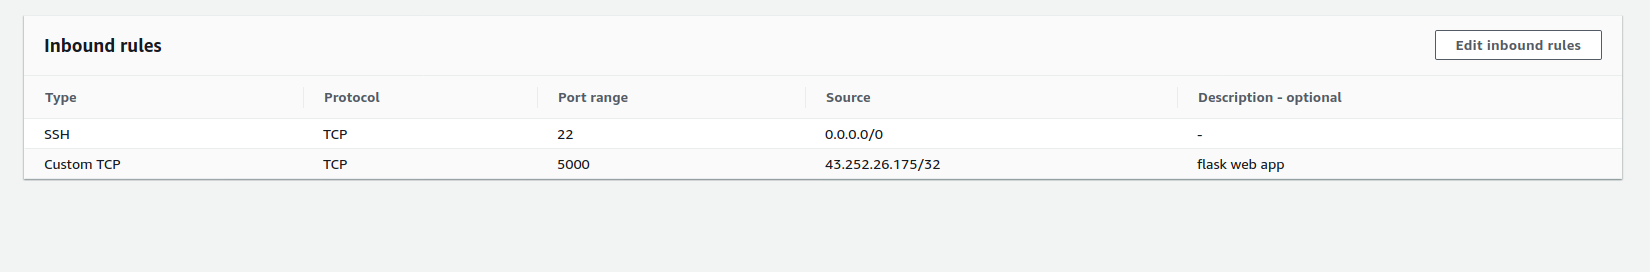 Inbound rules
Edit inbound rules
Type Protocol Port range Source Description - optional
SSH TCP 22 0.0.0.0/0 -
Custom TCP TCP 5000 43.252.26.175/32 flask web app